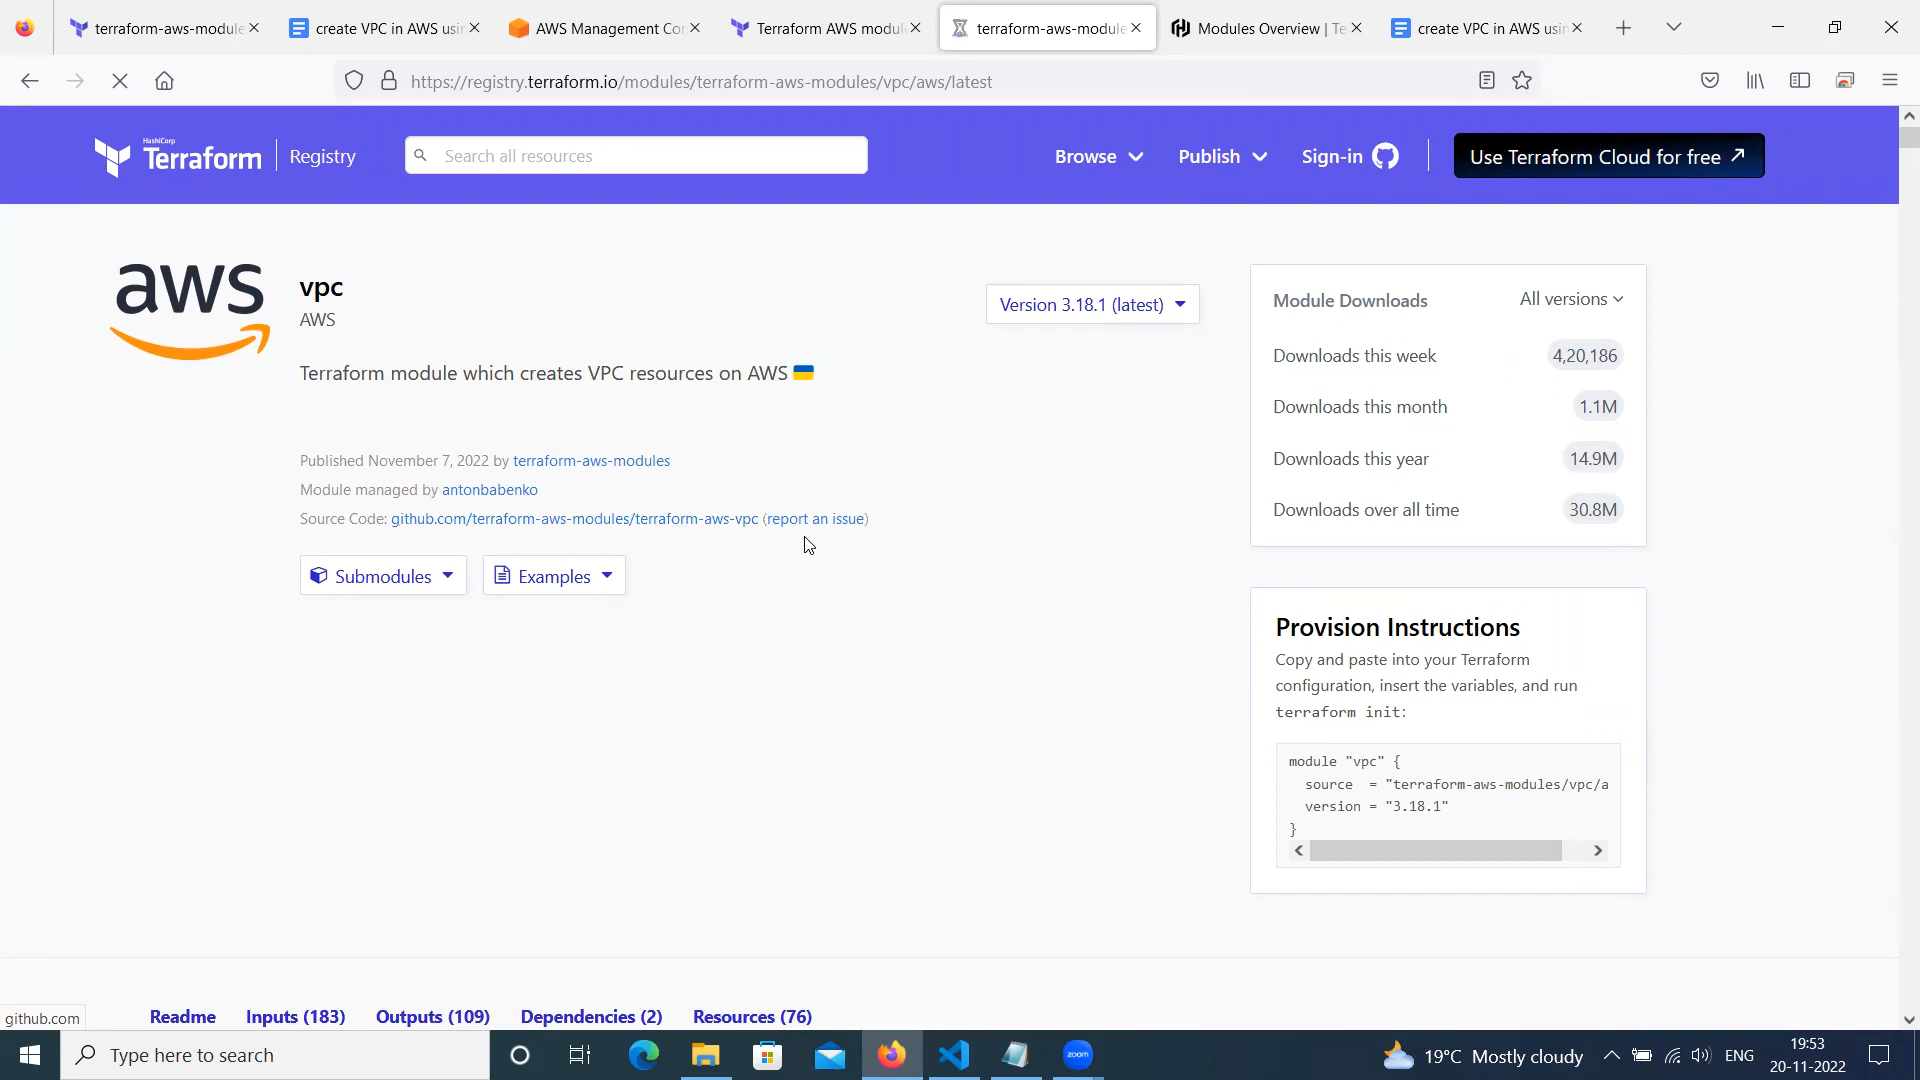 terraform-aws-module
create VPC in AWS usin
AWS Management Con
Terraform AWS module
terraform-aws-module
Modules Overview | Te
create VPC in AWS usin
https://registry.terraform.io/modules/terraform-aws-modules/vpc/aws/latest
HashiCorp
Terraform
Registry
Search all resources
Browse
Publish
Sign-in
Use Terraform Cloud for free
aws
vpc
AWS
Version 3.18.1 (latest)
Terraform module which creates VPC resources on AWS
Published November 7, 2022 by terraform-aws-modules
Module managed by antonbabenko
Source Code: github.com/terraform-aws-modules/terraform-aws-vpc (report an issue)
Submodules
Examples
Module Downloads
All versions
Downloads this week 4,20,186
Downloads this month 1.1M
Downloads this year 14.9M
Downloads over all time 30.8M
Provision Instructions
Copy and paste into your Terraform
configuration, insert the variables, and run
terraform init:
module "vpc" {
source = "terraform-aws-modules/vpc/a
version = "3.18.1"
}
Readme
Inputs (183)
Outputs (109)
Dependencies (2)
Resources (76)
github.com
Type here to search
zoom
19°C Mostly cloudy
ENG
19:53
20-11-2022